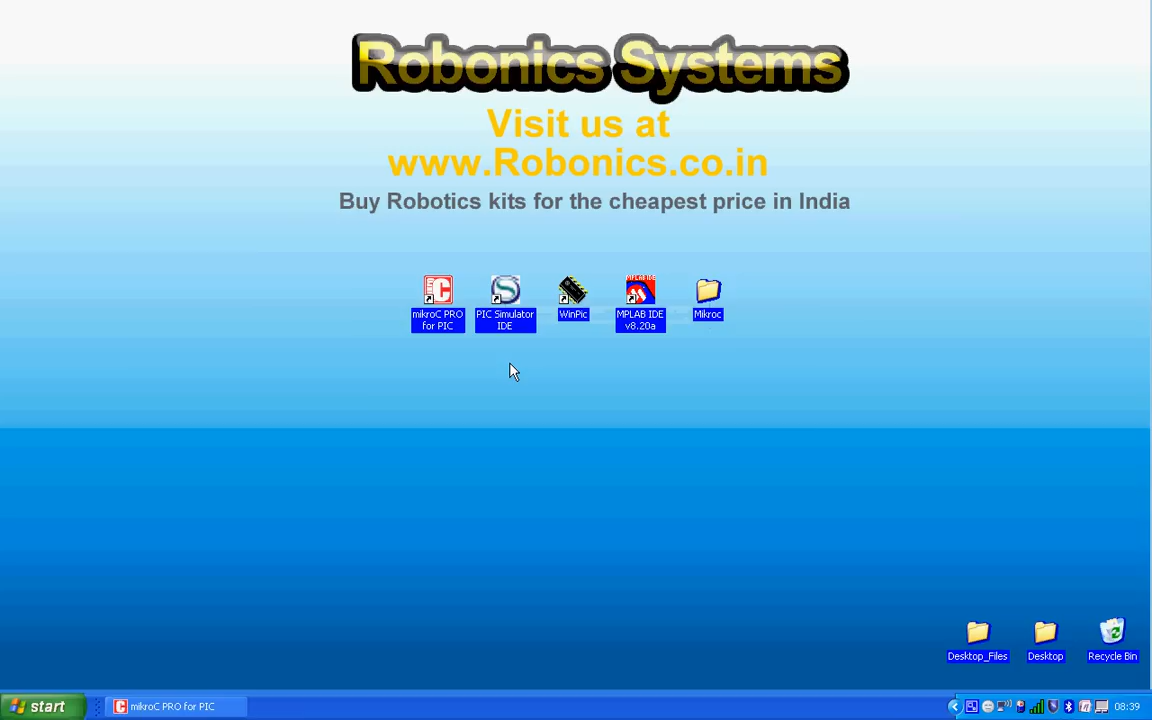 Robonics Systems
Visit us at
www.Robonics.co.in
Buy Robotics kits for the cheapest price in India
mikroC PRO for PIC
PIC Simulator IDE
WinPic
MPLAB IDE v8.20a
Mikroc
Desktop_Files
Desktop
Recycle Bin
start
mikroC PRO for PIC
08:39